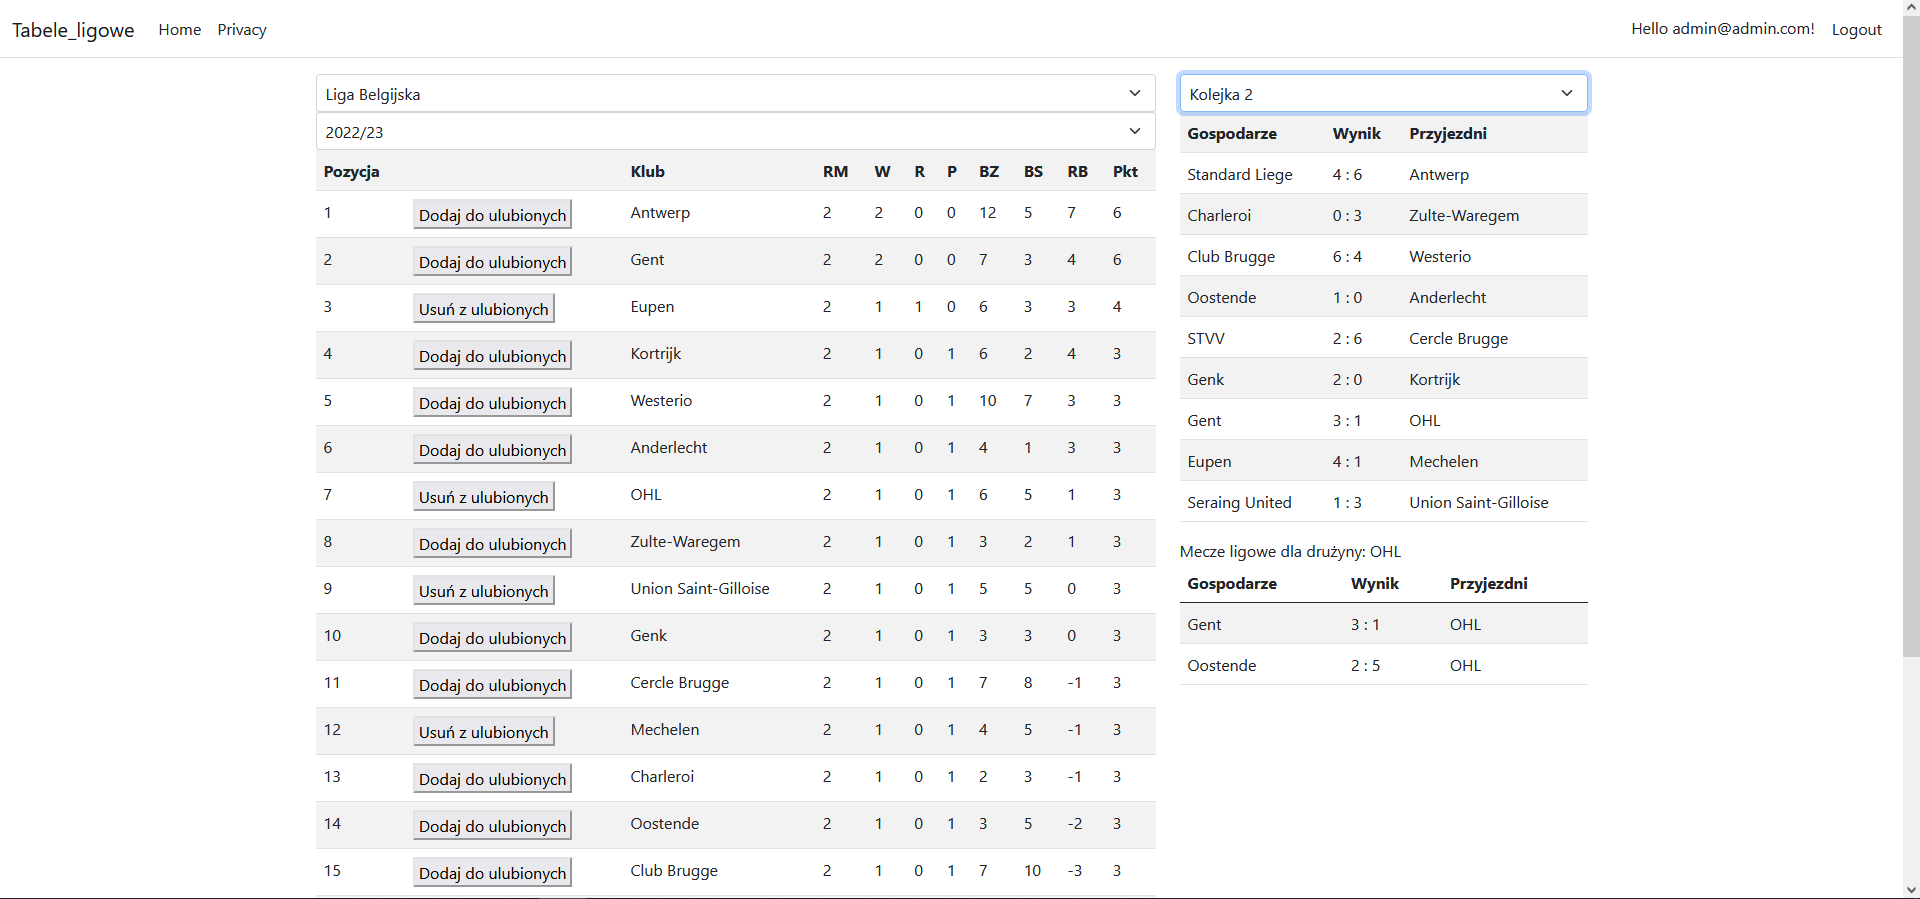 Tabele_ligowe Home Privacy Hello admin@admin.com! Logout
Liga Belgijska
2022/23
Pozycja Klub RM W R P BZ BS RB Pkt
1 Dodaj do ulubionych Antwerp 2 2 0 0 12 5 7 6
2 Dodaj do ulubionych Gent 2 2 0 0 7 3 4 6
3 Usuń z ulubionych Eupen 2 1 1 0 6 3 3 4
4 Dodaj do ulubionych Kortrijk 2 1 0 1 6 2 4 3
5 Dodaj do ulubionych Westerio 2 1 0 1 10 7 3 3
6 Dodaj do ulubionych Anderlecht 2 1 0 1 4 1 3 3
7 Usuń z ulubionych OHL 2 1 0 1 6 5 1 3
8 Dodaj do ulubionych Zulte-Waregem 2 1 0 1 3 2 1 3
9 Usuń z ulubionych Union Saint-Gilloise 2 1 0 1 5 5 0 3
10 Dodaj do ulubionych Genk 2 1 0 1 3 3 0 3
11 Dodaj do ulubionych Cercle Brugge 2 1 0 1 7 8 -1 3
12 Usuń z ulubionych Mechelen 2 1 0 1 4 5 -1 3
13 Dodaj do ulubionych Charleroi 2 1 0 1 2 3 -1 3
14 Dodaj do ulubionych Oostende 2 1 0 1 3 5 -2 3
15 Dodaj do ulubionych Club Brugge 2 1 0 1 7 10 -3 3
Kolejka 2
Gospodarze Wynik Przyjezdni
Standard Liege 4 : 6 Antwerp
Charleroi 0 : 3 Zulte-Waregem
Club Brugge 6 : 4 Westerio
Oostende 1 : 0 Anderlecht
STVV 2 : 6 Cercle Brugge
Genk 2 : 0 Kortrijk
Gent 3 : 1 OHL
Eupen 4 : 1 Mechelen
Seraing United 1 : 3 Union Saint-Gilloise
Mecze ligowe dla drużyny: OHL
Gospodarze Wynik Przyjezdni
Gent 3 : 1 OHL
Oostende 2 : 5 OHL